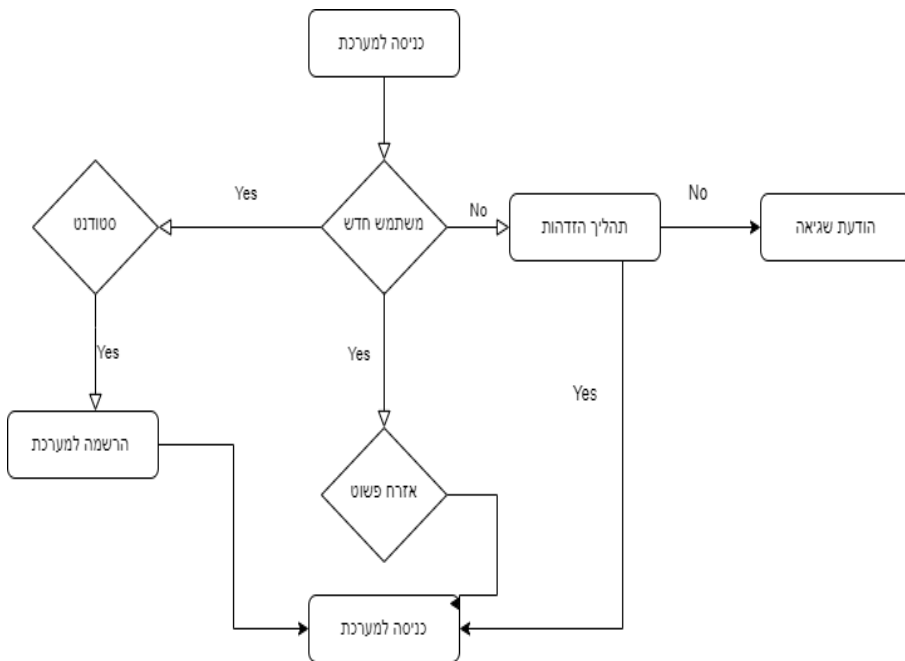 כניסה למערכת
סטודנט
Yes
משתמש חדש
No
תהליך הזדהות
No
הודעת שגיאה
Yes
Yes
Yes
הרשמה למערכת
אזרח פשוט
כניסה למערכת